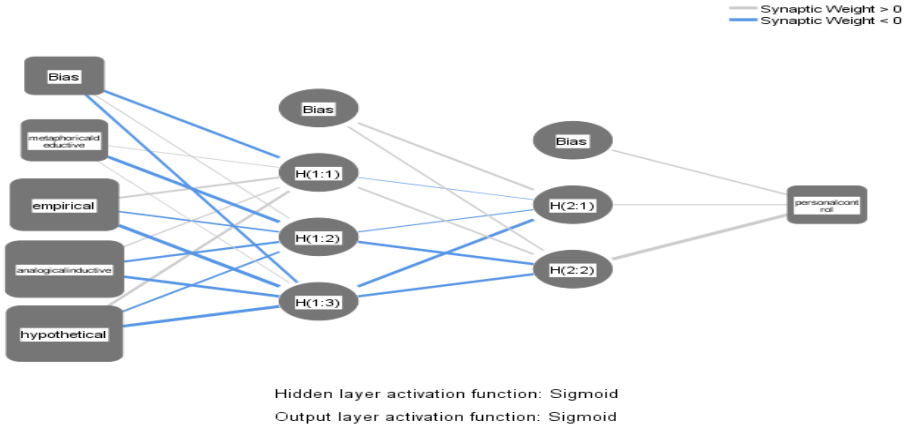 Synaptic Weight > 0
Synaptic Weight < 0
Bias
metaphoricald
eductive
empirical
analogicalinductive
hypothetical
Bias
H(1:1)
H(1:2)
H(1:3)
Bias
H(2:1)
H(2:2)
personalcont
rol
Hidden layer activation function: Sigmoid
Output layer activation function: Sigmoid